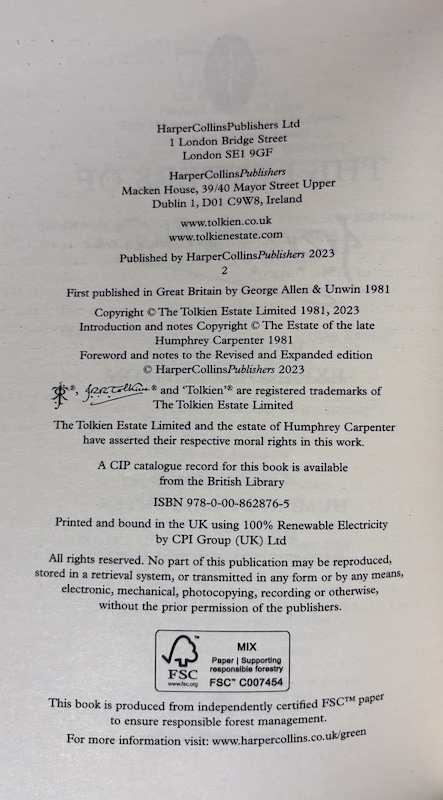 HarperCollinsPublishers Ltd
1 London Bridge Street
London SE1 9GF
HarperCollinsPublishers
Macken House, 39/40 Mayor Street Upper
Dublin 1, D01 C9W8, Ireland
www.tolkien.co.uk
www.tolkienestate.com
Published by HarperCollinsPublishers 2023
2
First published in Great Britain by George Allen & Unwin 1981
Copyright © The Tolkien Estate Limited 1981, 2023
Introduction and notes Copyright © The Estate of the late
Humphrey Carpenter 1981
Foreword and notes to the Revised and Expanded edition
© HarperCollinsPublishers 2023
®, J.R.R. Tolkien ® and ‘Tolkien’® are registered trademarks of
The Tolkien Estate Limited
The Tolkien Estate Limited and the estate of Humphrey Carpenter
have asserted their respective moral rights in this work.
A CIP catalogue record for this book is available
from the British Library
ISBN 978-0-00-862876-5
Printed and bound in the UK using 100% Renewable Electricity
by CPI Group (UK) Ltd
All rights reserved. No part of this publication may be reproduced,
stored in a retrieval system, or transmitted in any form or by any means,
electronic, mechanical, photocopying, recording or otherwise,
without the prior permission of the publishers.
FSC
www.fsc.org
MIX
Paper | Supporting
responsible forestry
FSC™ C007454
This book is produced from independently certified FSC™ paper
to ensure responsible forest management.
For more information visit: www.harpercollins.co.uk/green